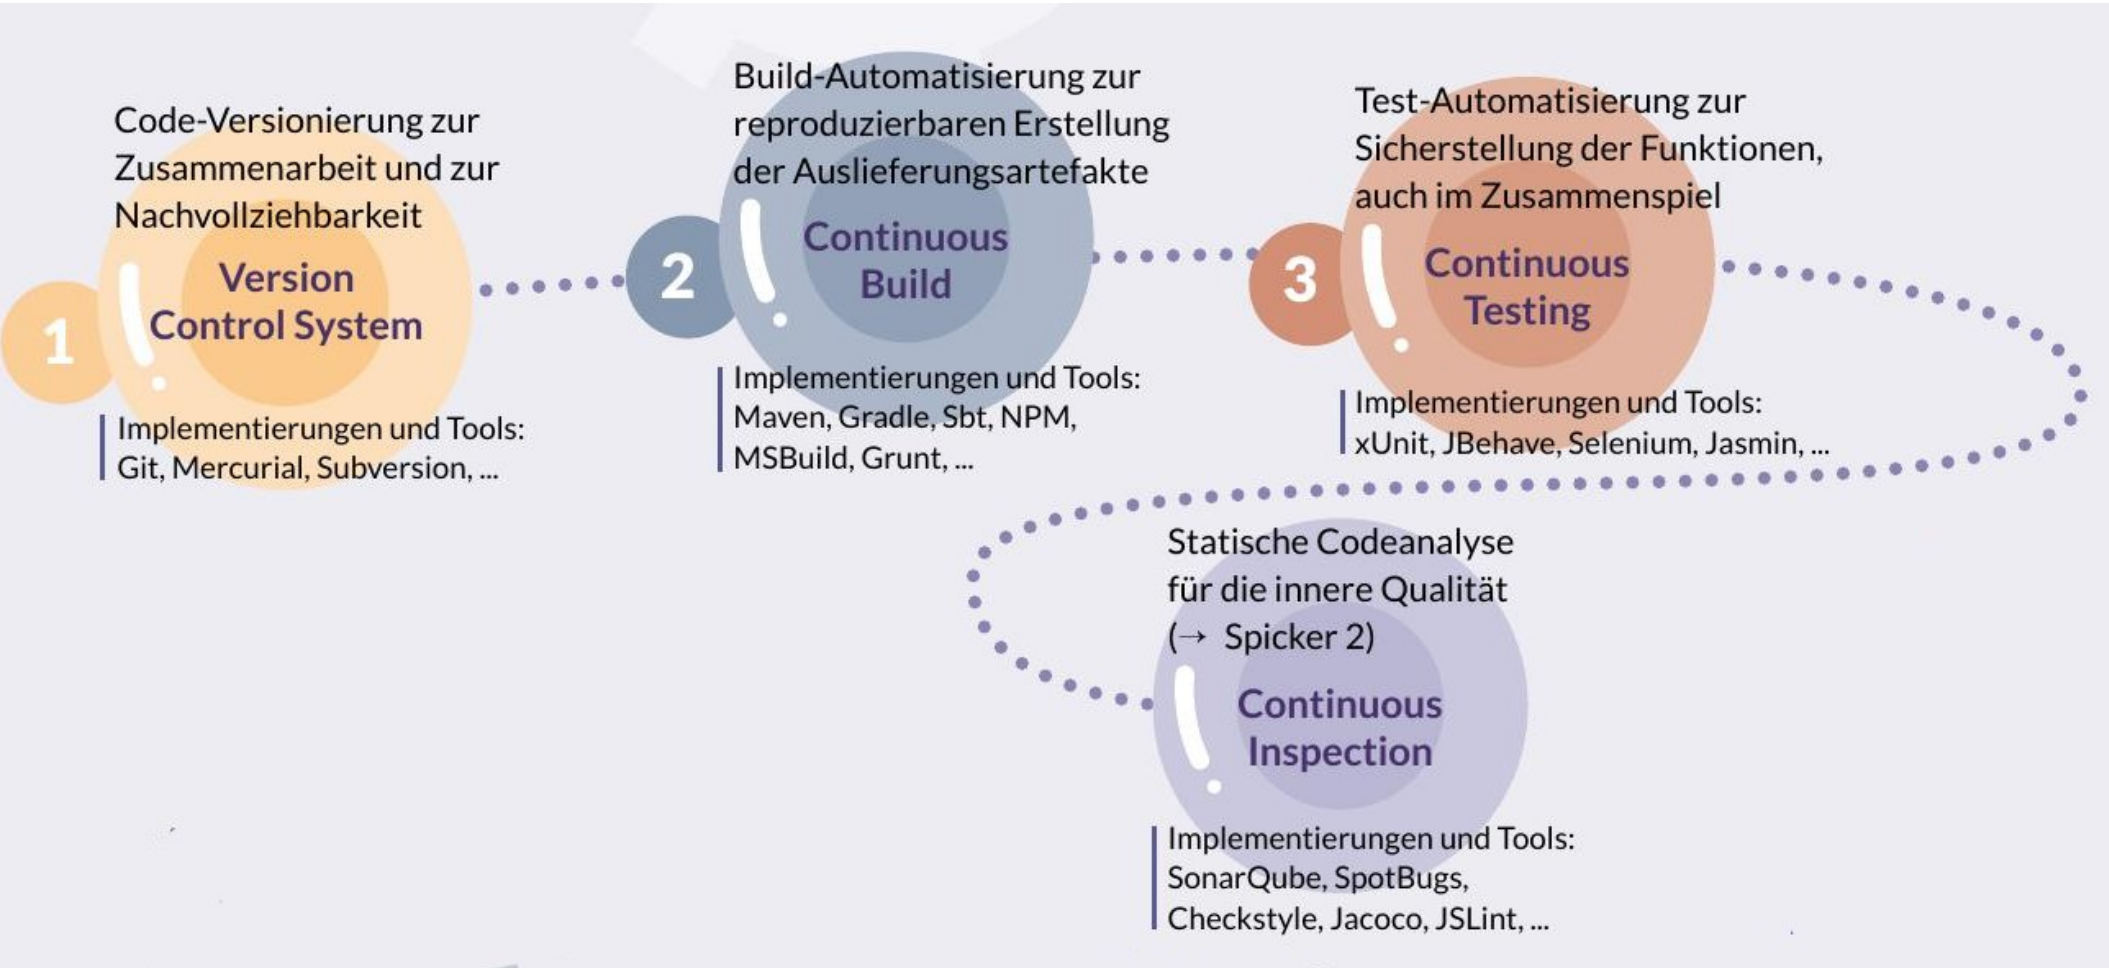 Code-Versionierung zur
Zusammenarbeit und zur
Nachvollziehbarkeit
1
Version
Control System
Implementierungen und Tools:
Git, Mercurial, Subversion, ...
Build-Automatisierung zur
reproduzierbaren Erstellung
der Auslieferungsartefakte
2
Continuous
Build
Implementierungen und Tools:
Maven, Gradle, Sbt, NPM,
MSBuild, Grunt, ...
Test-Automatisierung zur
Sicherstellung der Funktionen,
auch im Zusammenspiel
3
Continuous
Testing
Implementierungen und Tools:
xUnit, JBehave, Selenium, Jasmin, ...
Statische Codeanalyse
für die innere Qualität
(→ Spicker 2)
Continuous
Inspection
Implementierungen und Tools:
SonarQube, SpotBugs,
Checkstyle, Jacoco, JSLint, ...